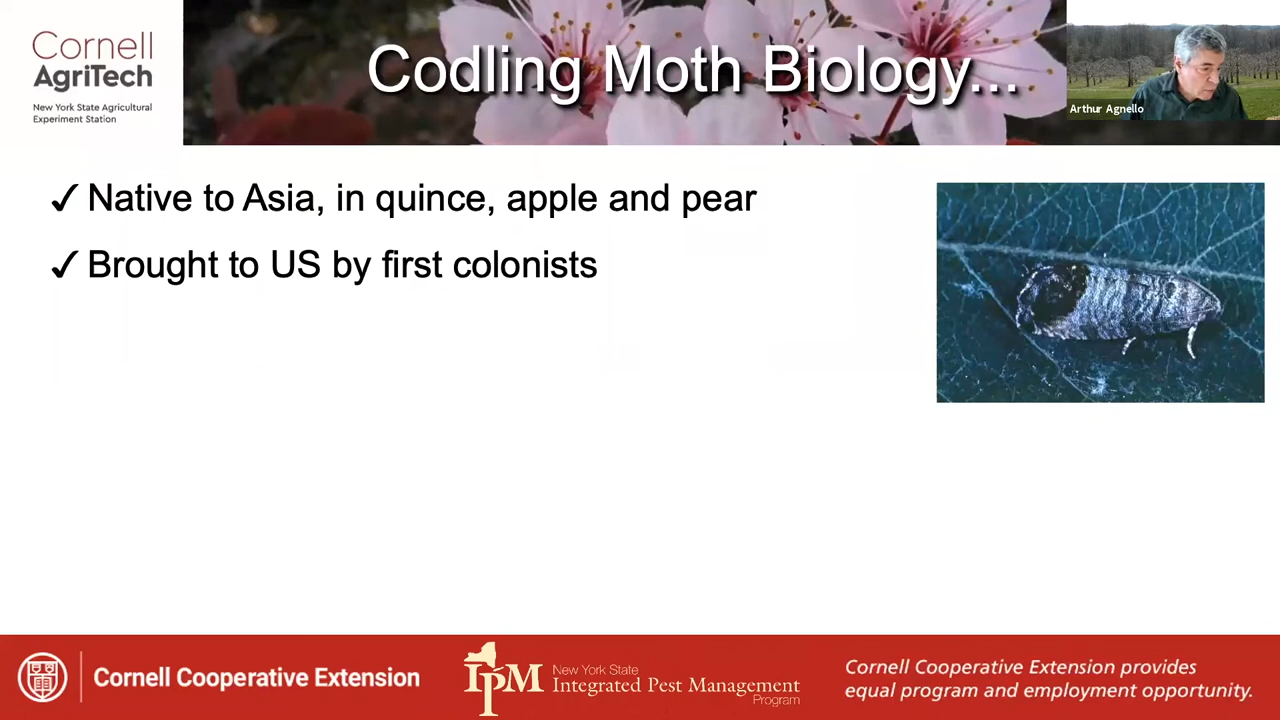 Cornell
AgriTech
New York State Agricultural
Experiment Station
Codling Moth Biology...
Arthur Agnello
✓ Native to Asia, in quince, apple and pear
✓ Brought to US by first colonists
Cornell Cooperative Extension
IPM
New York State
Integrated Pest Management
Program
Cornell Cooperative Extension provides
equal program and employment opportunity.